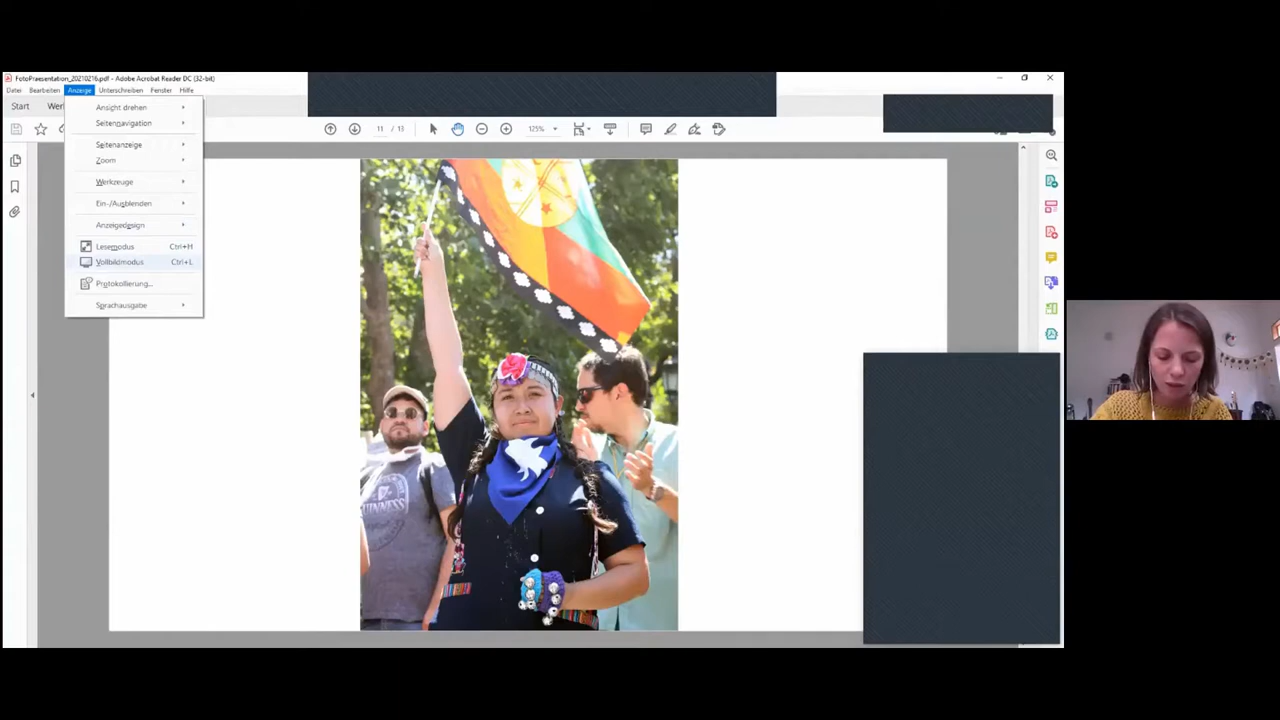 FotoPraesentation_20210216.pdf - Adobe Acrobat Reader DC (32-bit)
Datei Bearbeiten Anzeige Unterschreiben Fenster Hilfe
Start
11 / 13 125%
Ansicht drehen
Seitennavigation
Seitenanzeige
Zoom
Werkzeuge
Ein-/Ausblenden
Anzeigedesign
Lesemodus Ctrl+H
Vollbildmodus Ctrl+L
Protokollierung...
Sprachausgabe
GUINNESS